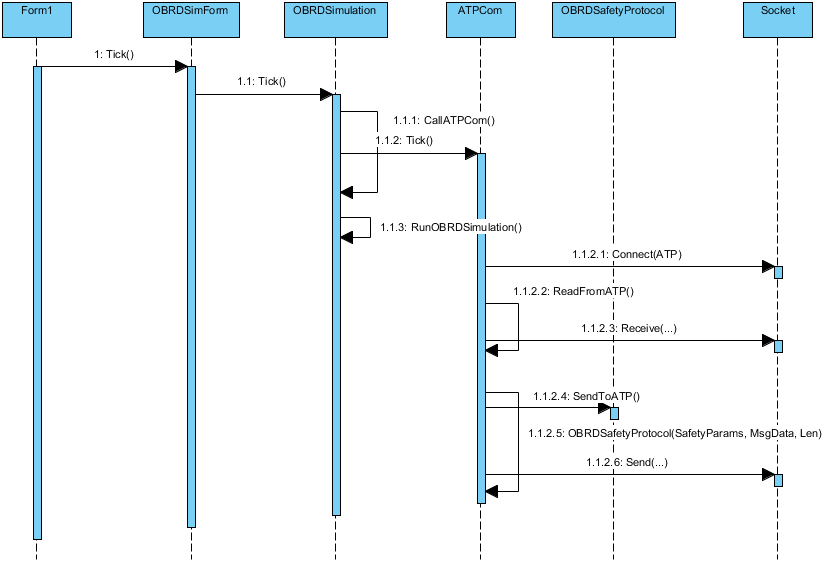 Form1
OBRDSimForm
OBRDSimulation
ATPCom
OBRDSafetyProtocol
Socket
1: Tick()
1.1: Tick()
1.1.1: CallATPCom()
1.1.2: Tick()
1.1.3: RunOBRDSimulation()
1.1.2.1: Connect(ATP)
1.1.2.2: ReadFromATP()
1.1.2.3: Receive(...)
1.1.2.4: SendToATP()
1.1.2.5: OBRDSafetyProtocol(SafetyParams, MsgData, Len)
1.1.2.6: Send(...)